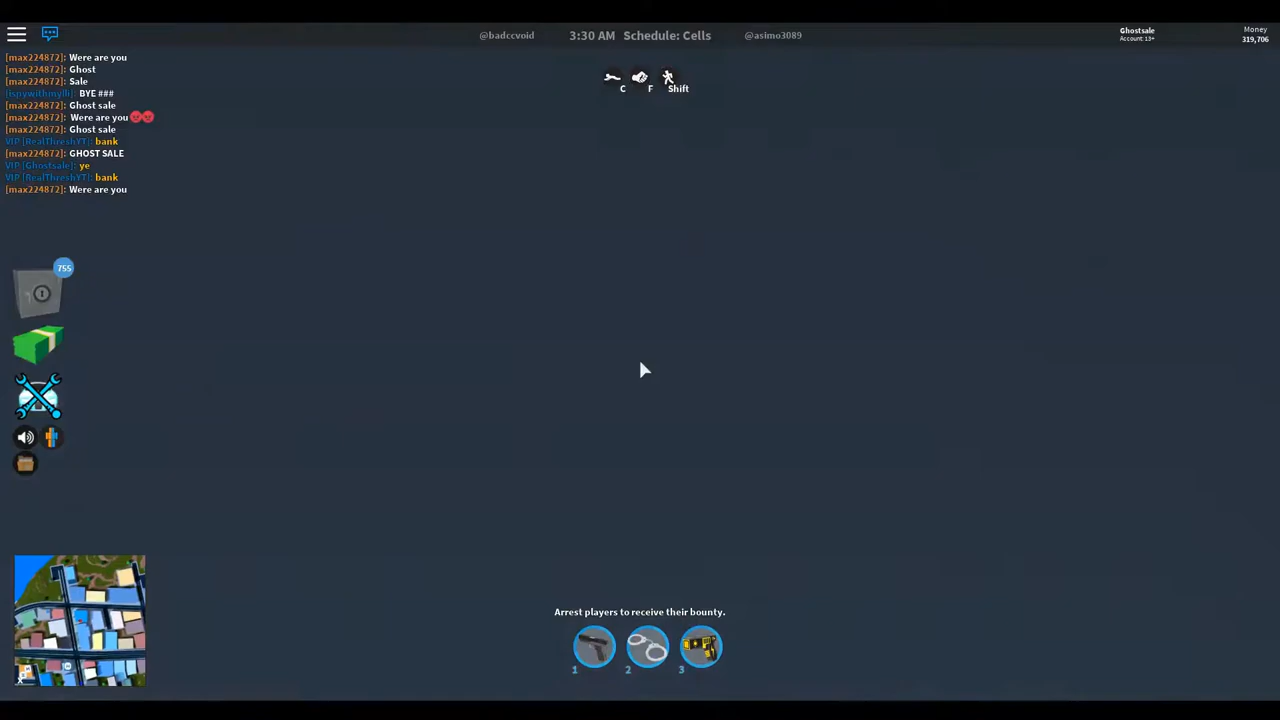 @badccvoid 3:30 AM Schedule: Cells @asimo3089 Ghostsale Money
Account: 13+ 319,706
[max224872]: Were are you
[max224872]: Ghost
[max224872]: Sale
[ispywithmylli]: BYE ###
[max224872]: Ghost sale
[max224872]: Were are you
[max224872]: Ghost sale
VIP [RealThreshYT]: bank
[max224872]: GHOST SALE
VIP [Ghostsale]: ye
VIP [RealThreshYT]: bank
[max224872]: Were are you
C F Shift
755
Arrest players to receive their bounty.
1 2 3